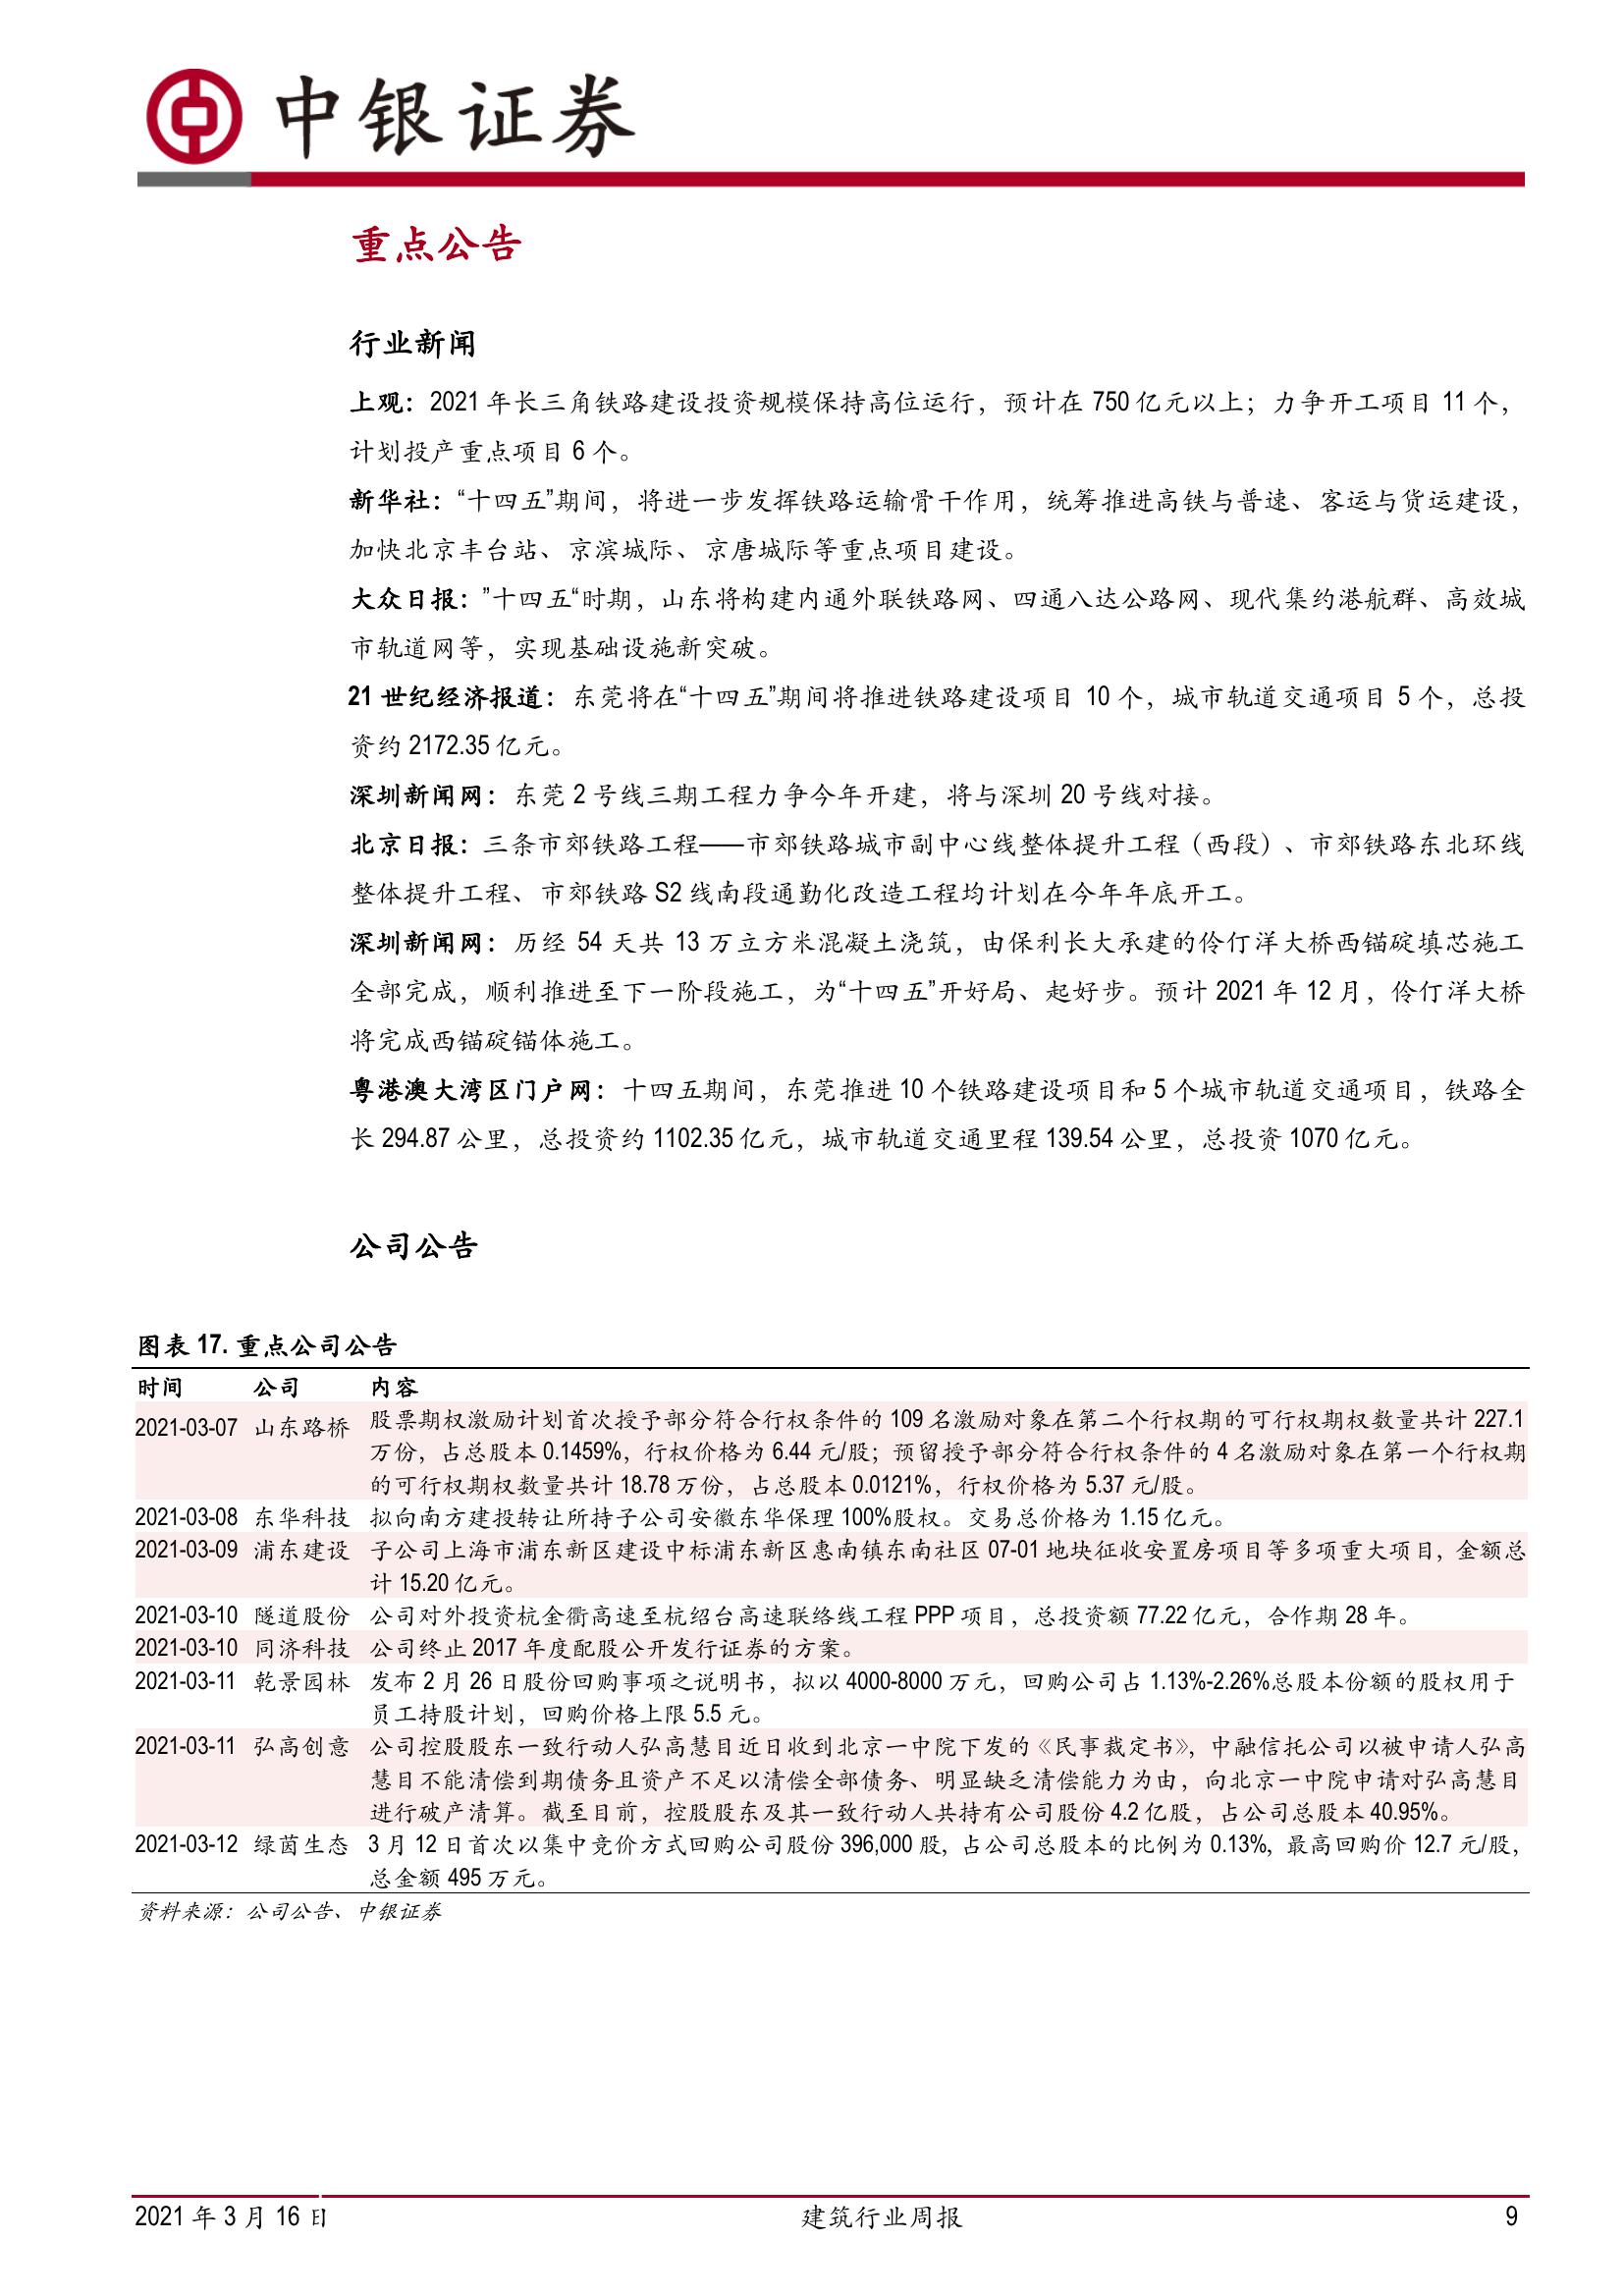 中银证券
重点公告
行业新闻
上观：2021 年长三角铁路建设投资规模保持高位运行，预计在 750 亿元以上；力争开工项目 11 个，
计划投产重点项目 6 个。
新华社：“十四五”期间，将进一步发挥铁路运输骨干作用，统筹推进高铁与普速、客运与货运建设，
加快北京丰台站、京滨城际、京唐城际等重点项目建设。
大众日报：”十四五“时期，山东将构建内通外联铁路网、四通八达公路网、现代集约港航群、高效城
市轨道网等，实现基础设施新突破。
21 世纪经济报道：东莞将在“十四五”期间将推进铁路建设项目 10 个，城市轨道交通项目 5 个，总投
资约 2172.35 亿元。
深圳新闻网：东莞 2 号线三期工程力争今年开建，将与深圳 20 号线对接。
北京日报：三条市郊铁路工程——市郊铁路城市副中心线整体提升工程（西段）、市郊铁路东北环线
整体提升工程、市郊铁路 S2 线南段通勤化改造工程均计划在今年年底开工。
深圳新闻网：历经 54 天共 13 万立方米混凝土浇筑，由保利长大承建的伶仃洋大桥西锚碇填芯施工
全部完成，顺利推进至下一阶段施工，为“十四五”开好局、起好步。预计 2021 年 12 月，伶仃洋大桥
将完成西锚碇锚体施工。
粤港澳大湾区门户网：十四五期间，东莞推进 10 个铁路建设项目和 5 个城市轨道交通项目，铁路全
长 294.87 公里，总投资约 1102.35 亿元，城市轨道交通里程 139.54 公里，总投资 1070 亿元。
公司公告
图表 17. 重点公司公告
时间 公司 内容
2021-03-07 山东路桥 股票期权激励计划首次授予部分符合行权条件的 109 名激励对象在第二个行权期的可行权期权数量共计 227.1
万份，占总股本 0.1459%，行权价格为 6.44 元/股；预留授予部分符合行权条件的 4 名激励对象在第一个行权期
的可行权期权数量共计 18.78 万份，占总股本 0.0121%，行权价格为 5.37 元/股。
2021-03-08 东华科技 拟向南方建投转让所持子公司安徽东华保理 100%股权。交易总价格为 1.15 亿元。
2021-03-09 浦东建设 子公司上海市浦东新区建设中标浦东新区惠南镇东南社区 07-01 地块征收安置房项目等多项重大项目，金额总
计 15.20 亿元。
2021-03-10 隧道股份 公司对外投资杭金衢高速至杭绍台高速联络线工程 PPP 项目，总投资额 77.22 亿元，合作期 28 年。
2021-03-10 同济科技 公司终止 2017 年度配股公开发行证券的方案。
2021-03-11 乾景园林 发布 2 月 26 日股份回购事项之说明书，拟以 4000-8000 万元，回购公司占 1.13%-2.26%总股本份额的股权用于
员工持股计划，回购价格上限 5.5 元。
2021-03-11 弘高创意 公司控股股东一致行动人弘高慧目近日收到北京一中院下发的《民事裁定书》，中融信托公司以被申请人弘高
慧目不能清偿到期债务且资产不足以清偿全部债务、明显缺乏清偿能力为由，向北京一中院申请对弘高慧目
进行破产清算。截至目前，控股股东及其一致行动人共持有公司股份 4.2 亿股，占公司总股本 40.95%。
2021-03-12 绿茵生态 3 月 12 日首次以集中竞价方式回购公司股份 396,000 股，占公司总股本的比例为 0.13%，最高回购价 12.7 元/股，
总金额 495 万元。
资料来源：公司公告、中银证券
2021 年 3 月 16 日 建筑行业周报 9